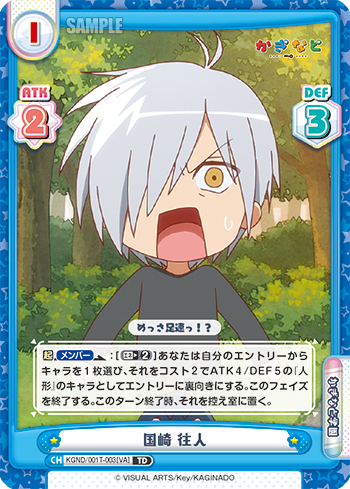 1
SAMPLE
かぎなど
ATK
2
DEF
3
めっさ足速っ！？
起 メンバー ：[ 2]あなたは自分のエントリーから
キャラを1枚選び、それをコスト2でATK4/DEF5の「人
形」のキャラとしてエントリーに裏向きにする。このフェイズ
を終了する。このターン終了時、それを控え室に置く。
かぎなど学園
国崎 往人
CH KGND/001T-003[VA] TD
© VISUAL ARTS/Key/KAGINADO